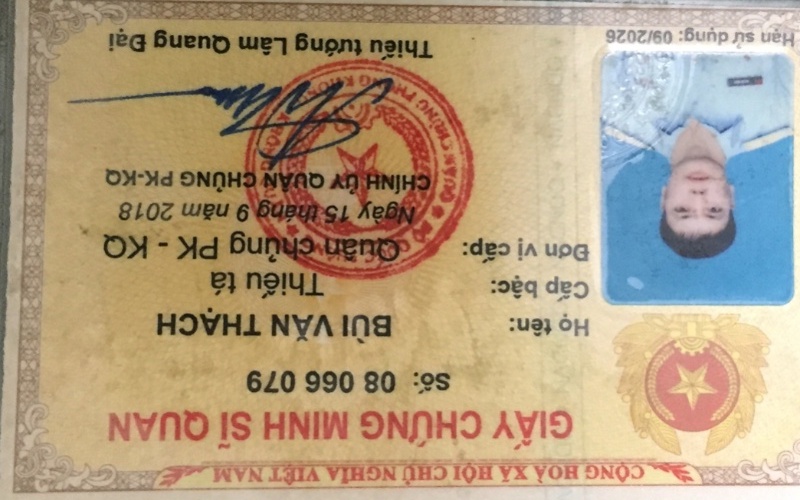 CỘNG HOÀ XÃ HỘI CHỦ NGHĨA VIỆT NAM
GIẤY CHỨNG MINH SĨ QUAN
Số: 08 066 079
Họ tên: BÙI VĂN THẠCH
Cấp bậc: Thiếu tá
Đơn vị cấp: Quân chủng PK - KQ
Ngày 15 tháng 9 năm 2018
CHÍNH ỦY QUÂN CHỦNG PK-KQ
Thiếu tướng Lâm Quang Đại
Hạn sử dụng: 09/2026